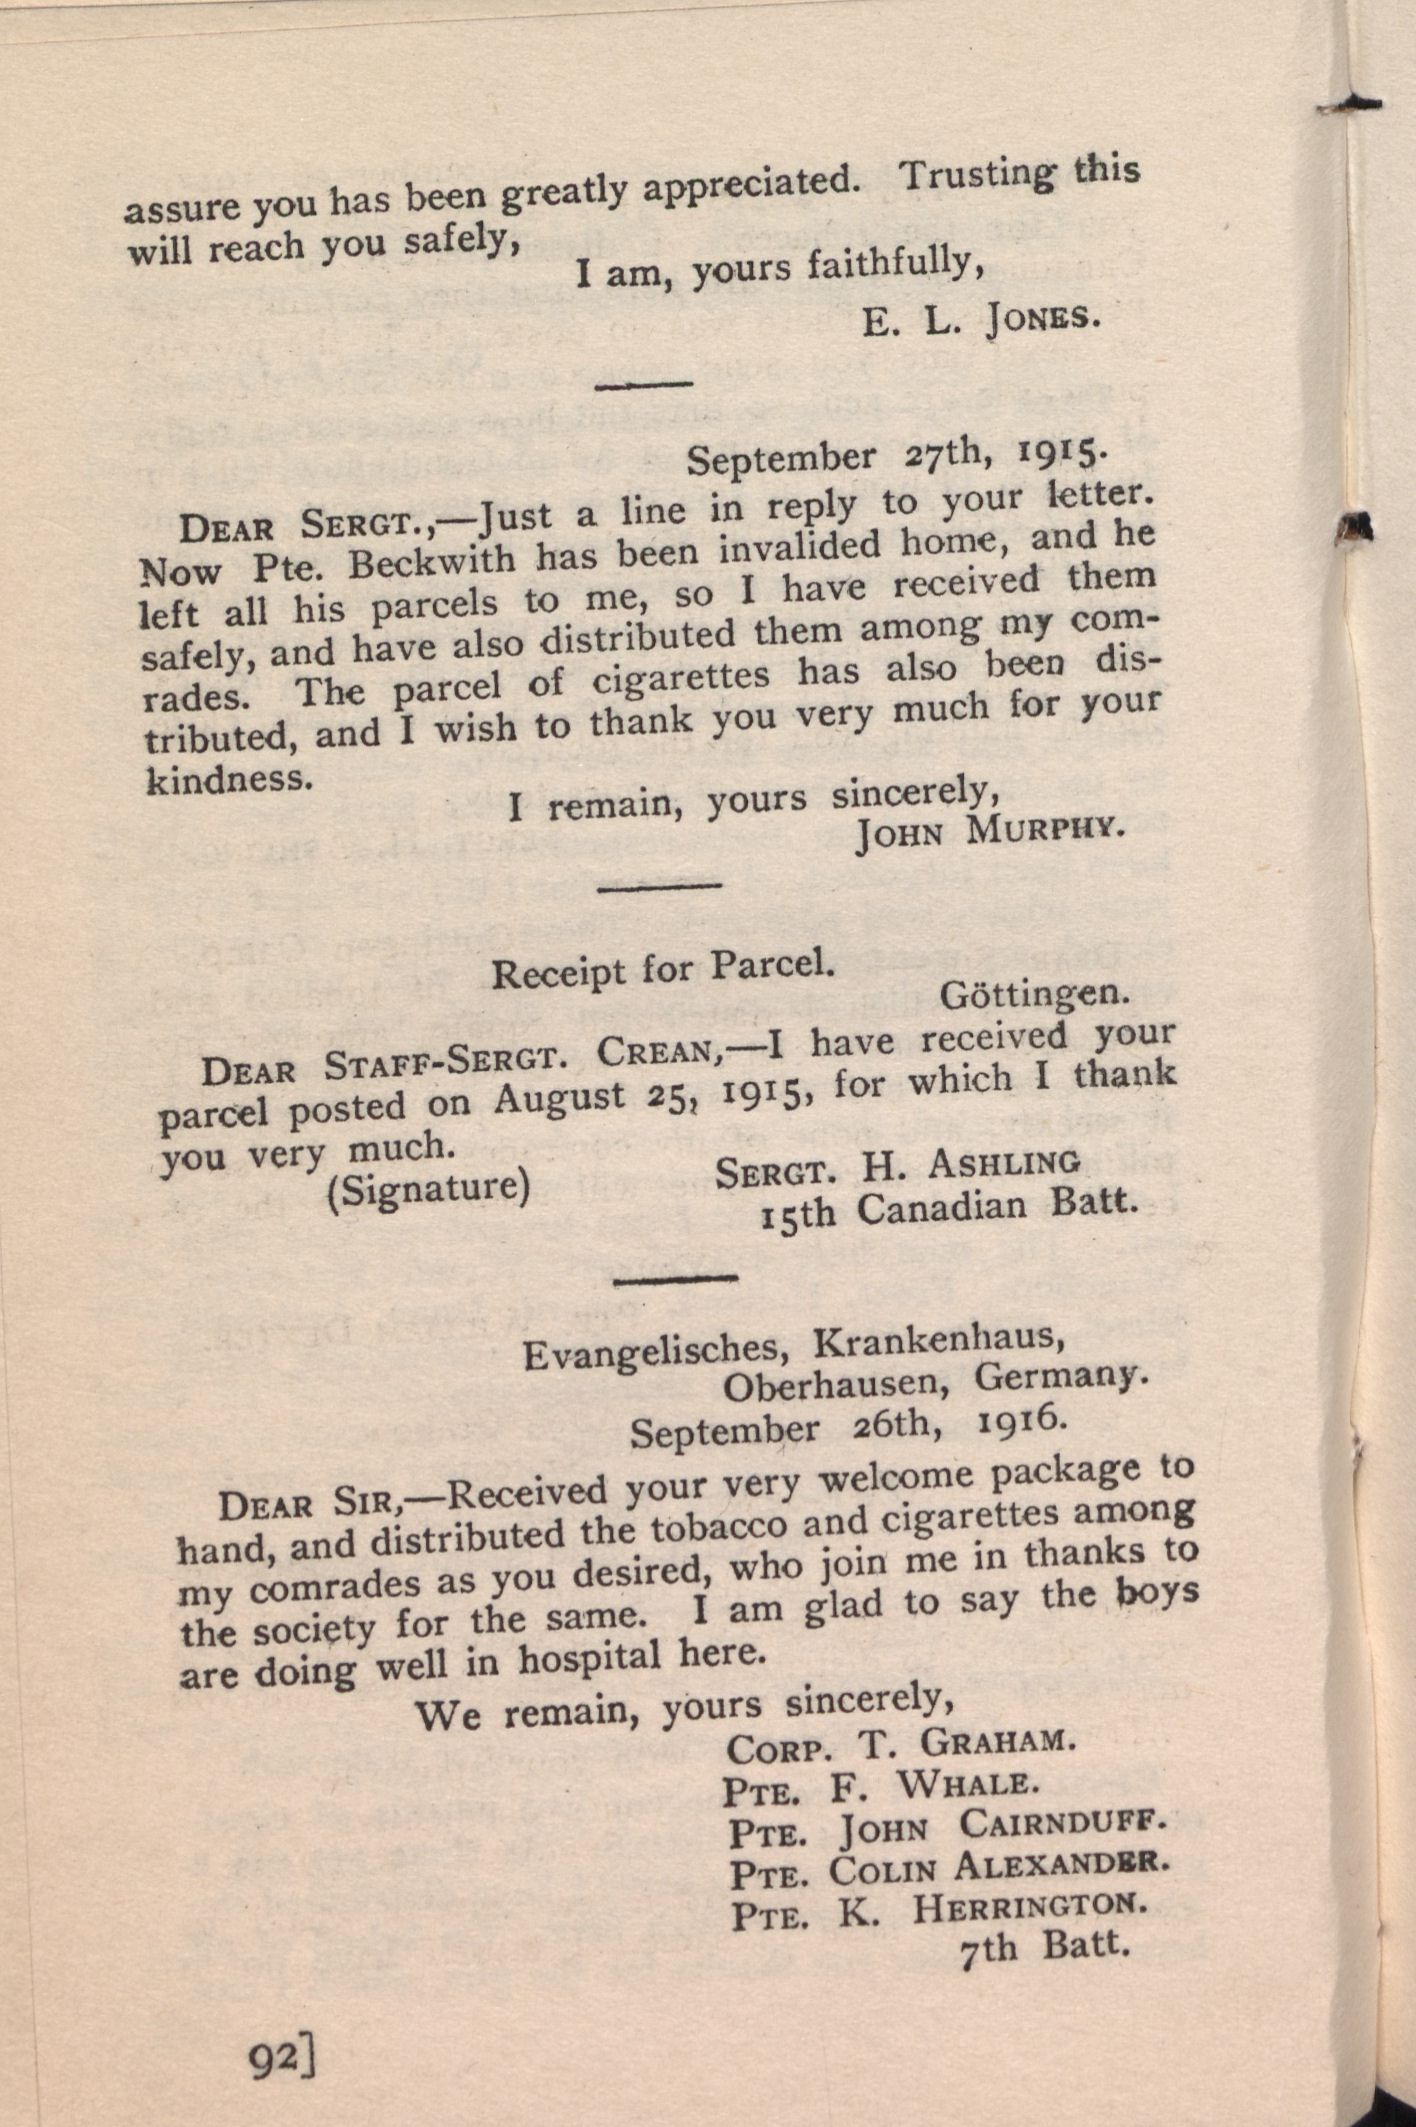 assure you has been greatly appreciated. Trusting this
will reach you safely,
I am, yours faithfully,
E. L. JONES.
September 27th, 1915.
DEAR SERGT.,—Just a line in reply to your letter.
Now Pte. Beckwith has been invalided home, and he
left all his parcels to me, so I have received them
safely, and have also distributed them among my com-
rades. The parcel of cigarettes has also been dis-
tributed, and I wish to thank you very much for your
kindness.
I remain, yours sincerely,
JOHN MURPHY.
Receipt for Parcel.
Göttingen.
DEAR STAFF-SERGT. CREAN,—I have received your
parcel posted on August 25, 1915, for which I thank
you very much.
(Signature) SERGT. H. ASHLING
15th Canadian Batt.
Evangelisches, Krankenhaus,
Oberhausen, Germany.
September 26th, 1916.
DEAR SIR,—Received your very welcome package to
hand, and distributed the tobacco and cigarettes among
my comrades as you desired, who join me in thanks to
the society for the same. I am glad to say the boys
are doing well in hospital here.
We remain, yours sincerely,
CORP. T. GRAHAM.
PTE. F. WHALE.
PTE. JOHN CAIRNDUFF.
PTE. COLIN ALEXANDER.
PTE. K. HERRINGTON.
7th Batt.
92]